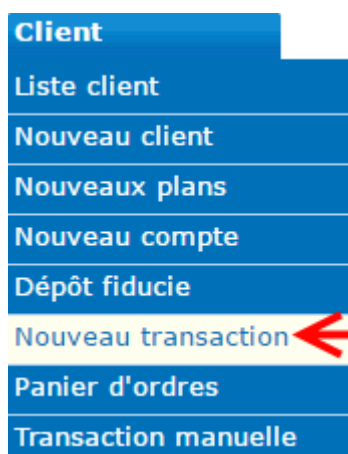 Client
Liste client
Nouveau client
Nouveaux plans
Nouveau compte
Dépôt fiducie
Nouveau transaction
Panier d'ordres
Transaction manuelle